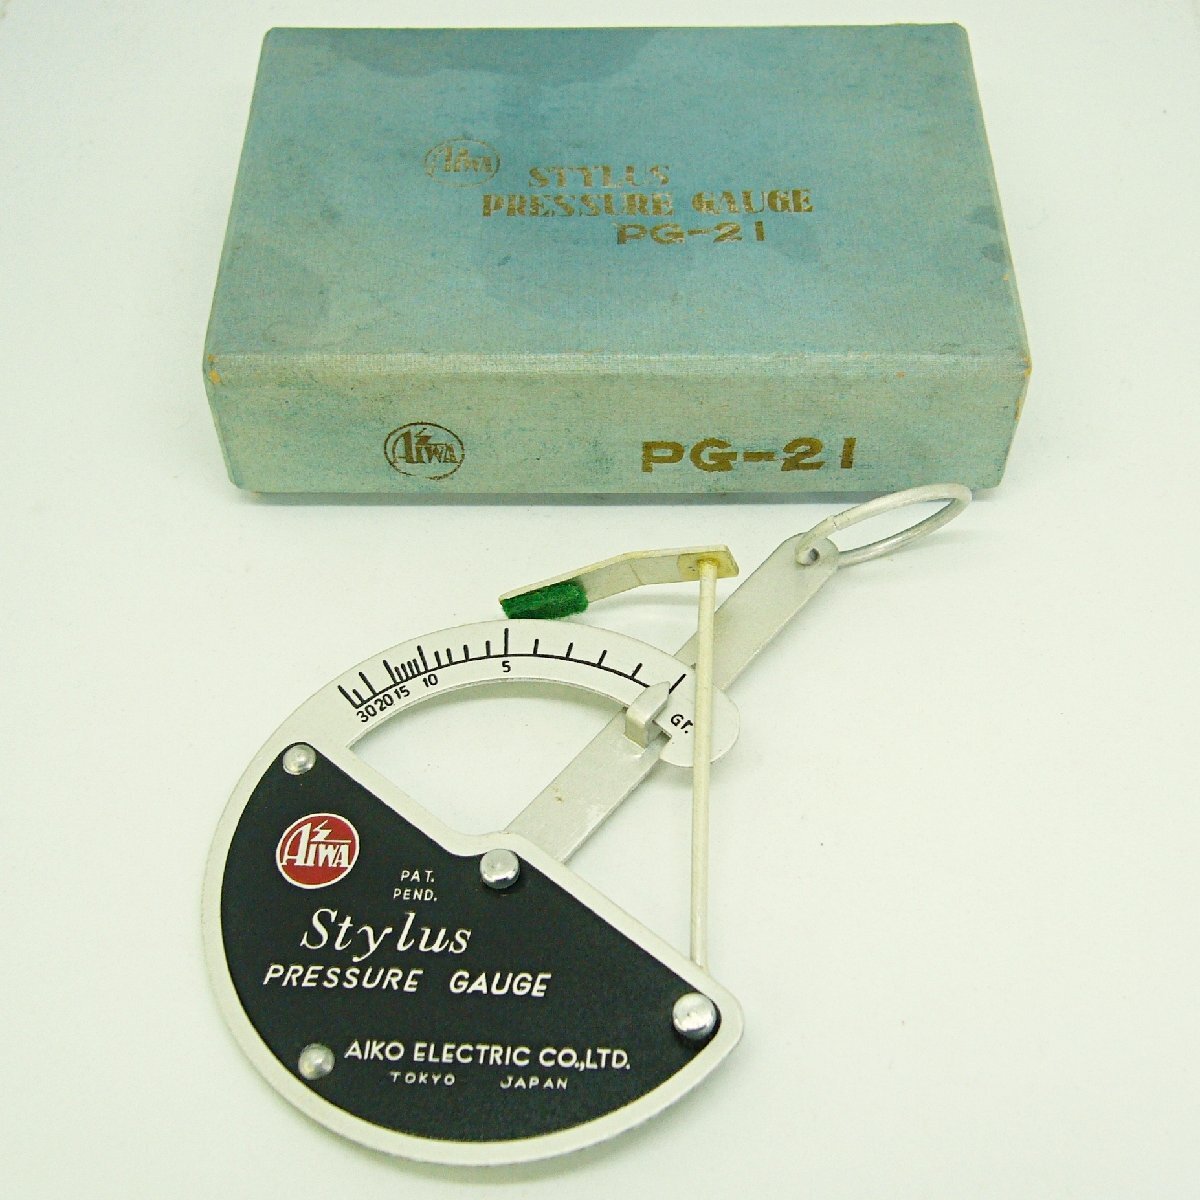 AIWA
STYLUS
PRESSURE GAUGE
PG-21
AIWA
PG-21
30 20 15 10 5 Gr.
AIWA
PAT.
PEND.
Stylus
PRESSURE GAUGE
AIKO ELECTRIC CO.,LTD.
TOKYO JAPAN